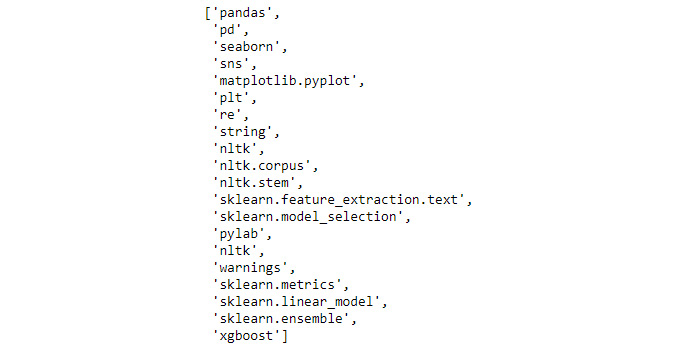 ['pandas',
'pd',
'seaborn',
'sns',
'matplotlib.pyplot',
'plt',
're',
'string',
'nltk',
'nltk.corpus',
'nltk.stem',
'sklearn.feature_extraction.text',
'sklearn.model_selection',
'pylab',
'nltk',
'warnings',
'sklearn.metrics',
'sklearn.linear_model',
'sklearn.ensemble',
'xgboost']